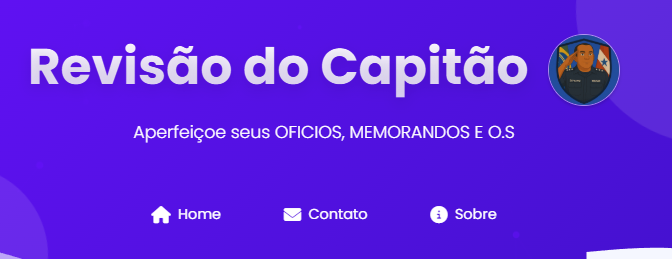 Revisão do Capitão
Aperfeiçoe seus OFICIOS, MEMORANDOS E O.S
Home
Contato
Sobre